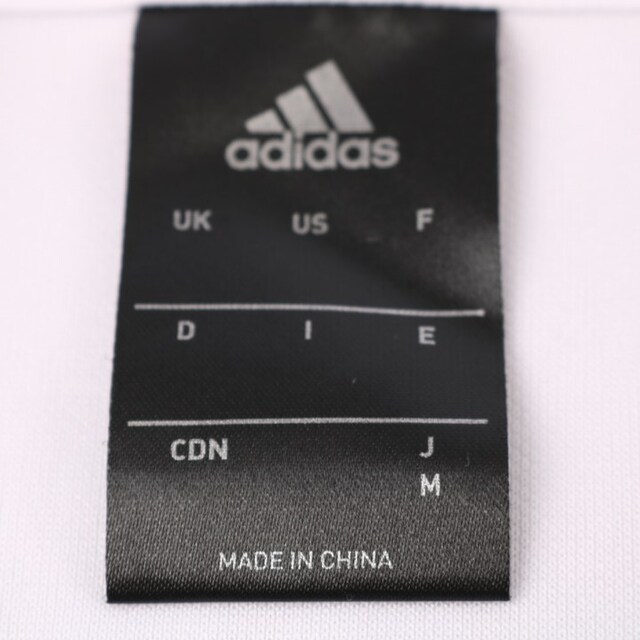 adidas
UK US F
D I E
CDN J
M
MADE IN CHINA